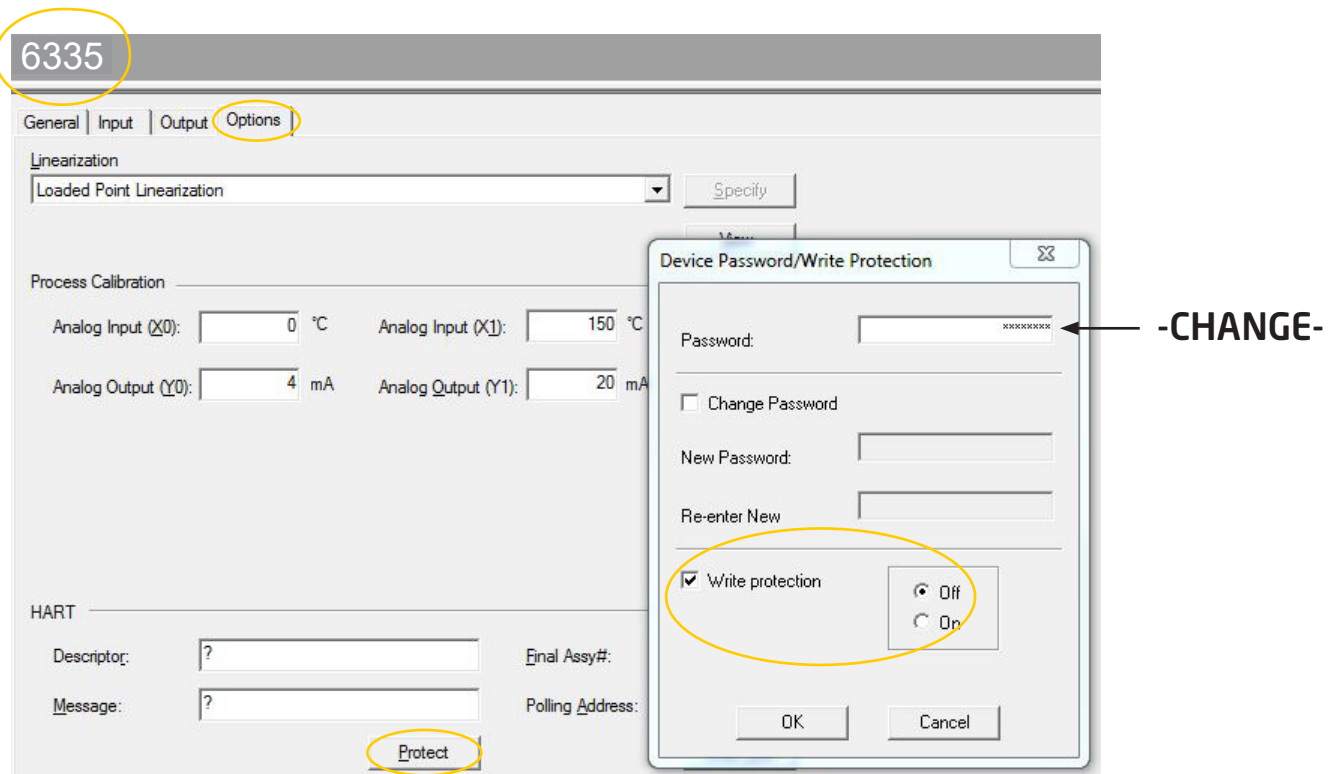 6335
General Input Output Options
Linearization
Loaded Point Linearization Specify
View
Process Calibration
Analog Input (X0): 0 °C Analog Input (X1): 150 °C
Analog Output (Y0): 4 mA Analog Output (Y1): 20 mA
HART
Descriptor: ? Final Assy#:
Message: ? Polling Address:
Protect
Device Password/Write Protection
Password: ******** -CHANGE-
Change Password
New Password:
Re-enter New
Write protection Off
On
OK Cancel